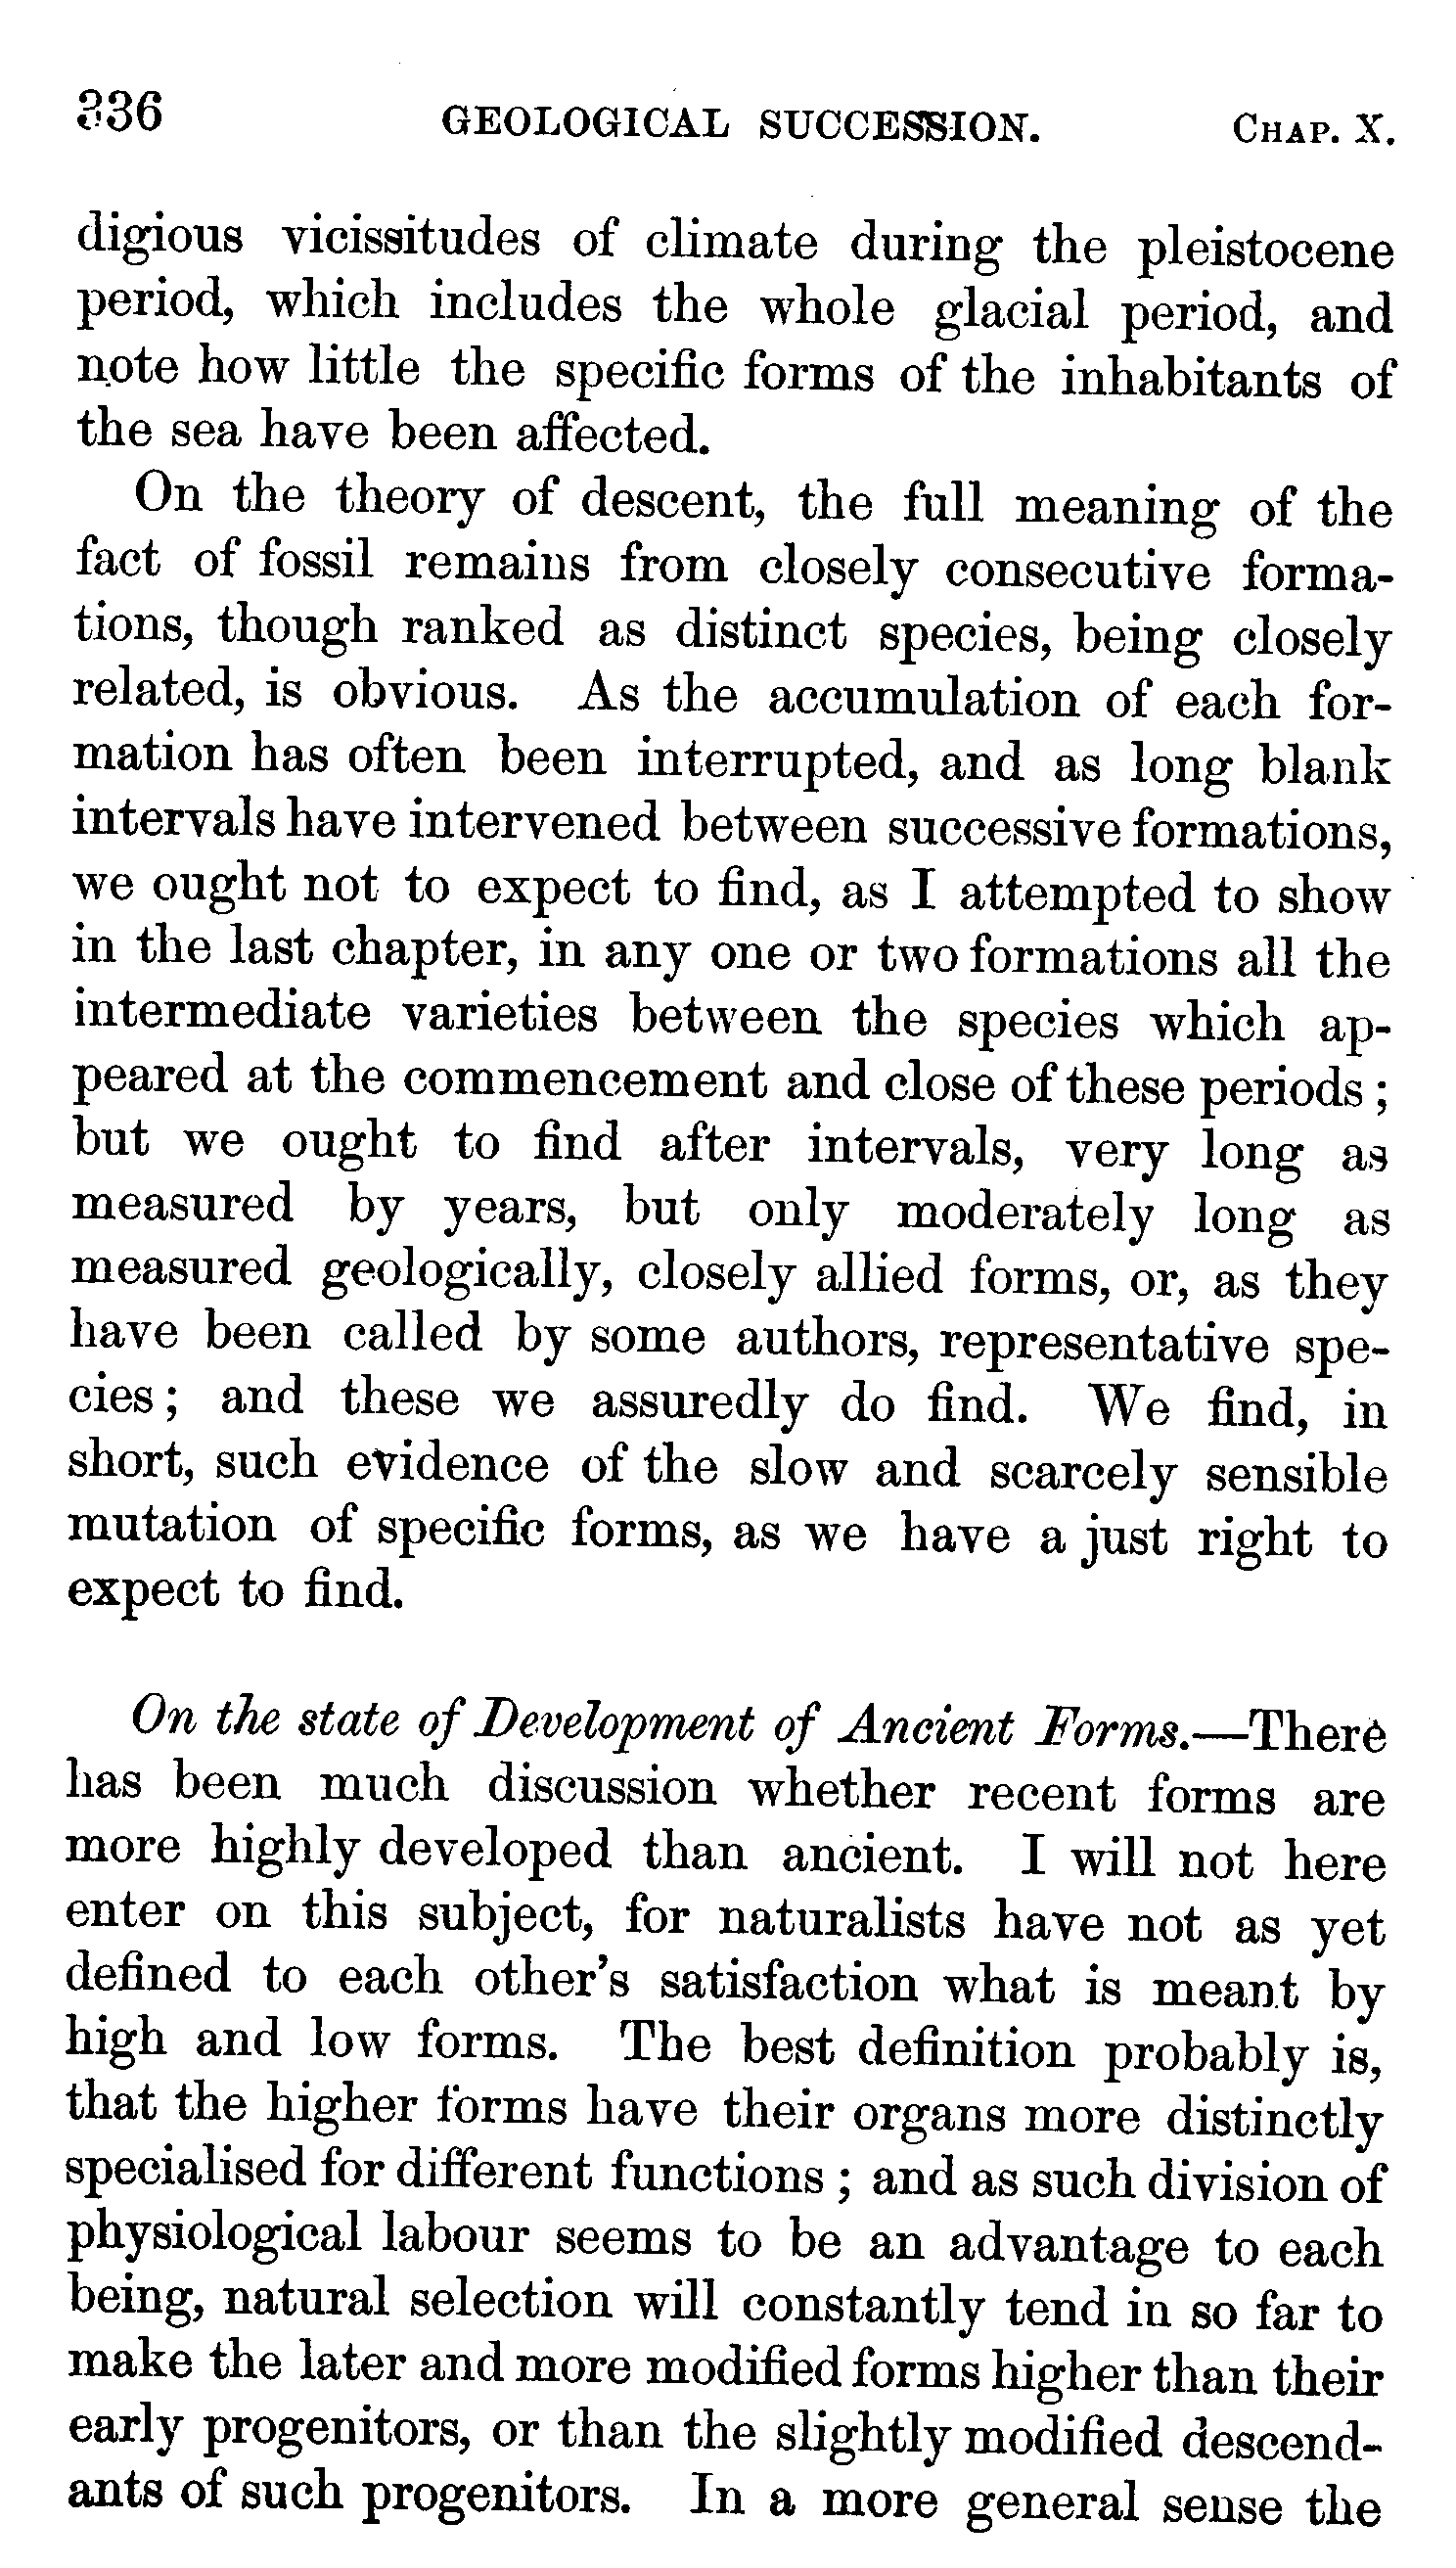 336 GEOLOGICAL SUCCESSION. CHAP. X.
digious vicissitudes of climate during the pleistocene
period, which includes the whole glacial period, and
note how little the specific forms of the inhabitants of
the sea have been affected.
On the theory of descent, the full meaning of the
fact of fossil remains from closely consecutive forma-
tions, though ranked as distinct species, being closely
related, is obvious. As the accumulation of each for-
mation has often been interrupted, and as long blank
intervals have intervened between successive formations,
we ought not to expect to find, as I attempted to show
in the last chapter, in any one or two formations all the
intermediate varieties between the species which ap-
peared at the commencement and close of these periods;
but we ought to find after intervals, very long as
measured by years, but only moderately long as
measured geologically, closely allied forms, or, as they
have been called by some authors, representative spe-
cies; and these we assuredly do find. We find, in
short, such evidence of the slow and scarcely sensible
mutation of specific forms, as we have a just right to
expect to find.
On the state of Development of Ancient Forms.—There
has been much discussion whether recent forms are
more highly developed than ancient. I will not here
enter on this subject, for naturalists have not as yet
defined to each other's satisfaction what is meant by
high and low forms. The best definition probably is,
that the higher forms have their organs more distinctly
specialised for different functions; and as such division of
physiological labour seems to be an advantage to each
being, natural selection will constantly tend in so far to
make the later and more modified forms higher than their
early progenitors, or than the slightly modified descend-
ants of such progenitors. In a more general sense the